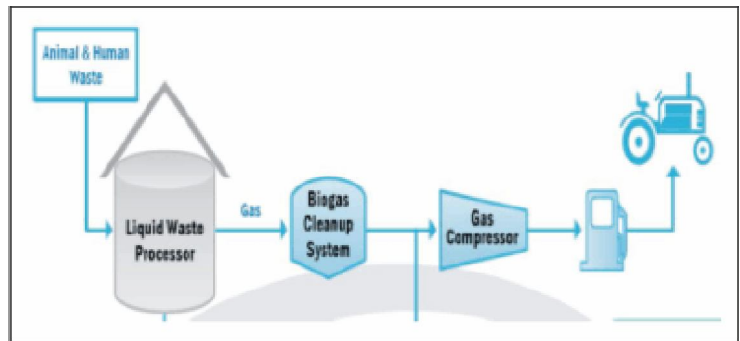 Animal & Human
Waste
Liquid Waste
Processor
Gas
Biogas
Cleanup
System
Gas
Compressor